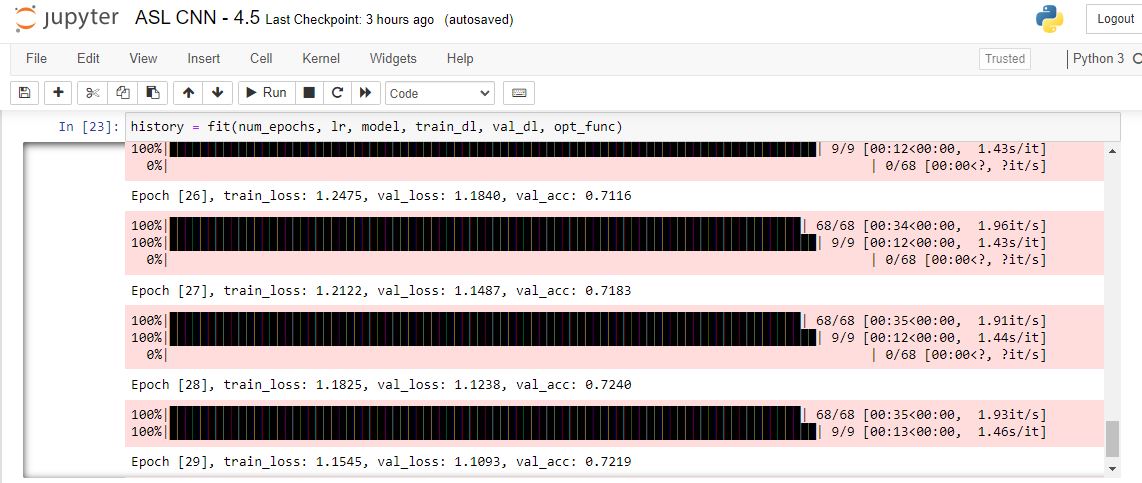 jupyter ASL CNN - 4.5 Last Checkpoint: 3 hours ago (autosaved) Logout
File Edit View Insert Cell Kernel Widgets Help Trusted Python 3
Run Code
In [23]: history = fit(num_epochs, lr, model, train_dl, val_dl, opt_func)
100%| | 9/9 [00:12<00:00, 1.43s/it]
0%| | 0/68 [00:00<?, ?it/s]
Epoch [26], train_loss: 1.2475, val_loss: 1.1840, val_acc: 0.7116
100%| | 68/68 [00:34<00:00, 1.96it/s]
100%| | 9/9 [00:12<00:00, 1.43s/it]
0%| | 0/68 [00:00<?, ?it/s]
Epoch [27], train_loss: 1.2122, val_loss: 1.1487, val_acc: 0.7183
100%| | 68/68 [00:35<00:00, 1.91it/s]
100%| | 9/9 [00:12<00:00, 1.44s/it]
0%| | 0/68 [00:00<?, ?it/s]
Epoch [28], train_loss: 1.1825, val_loss: 1.1238, val_acc: 0.7240
100%| | 68/68 [00:35<00:00, 1.93it/s]
100%| | 9/9 [00:13<00:00, 1.46s/it]
Epoch [29], train_loss: 1.1545, val_loss: 1.1093, val_acc: 0.7219